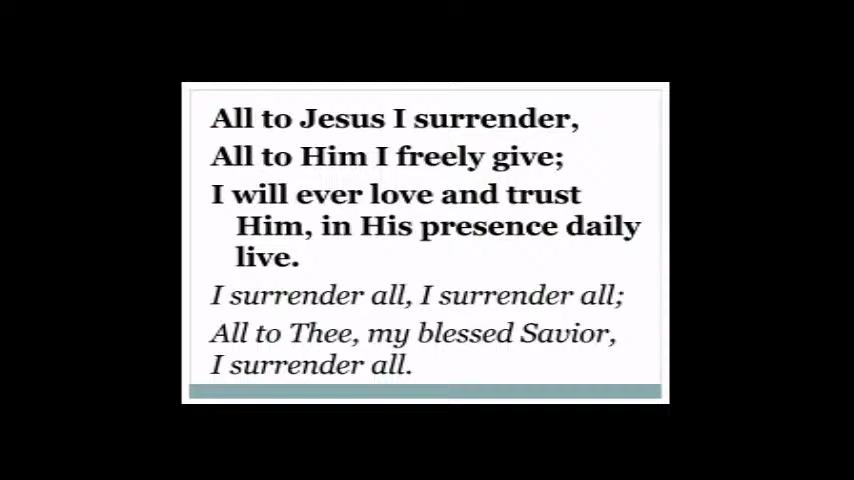 All to Jesus I surrender,
All to Him I freely give;
I will ever love and trust
Him, in His presence daily
live.
I surrender all, I surrender all;
All to Thee, my blessed Savior,
I surrender all.